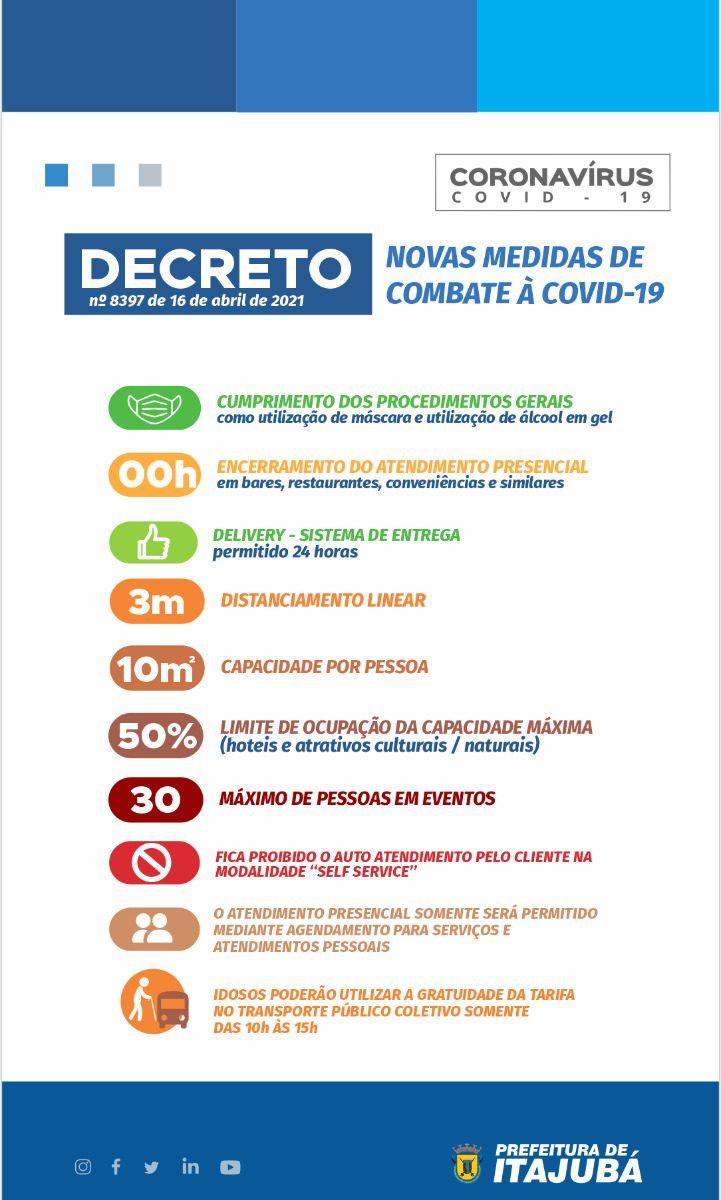 CORONAVÍRUS
COVID - 19
DECRETO
nº 8397 de 16 de abril de 2021
NOVAS MEDIDAS DE
COMBATE À COVID-19
CUMPRIMENTO DOS PROCEDIMENTOS GERAIS
como utilização de máscara e utilização de álcool em gel
00h
ENCERRAMENTO DO ATENDIMENTO PRESENCIAL
em bares, restaurantes, conveniências e similares
DELIVERY - SISTEMA DE ENTREGA
permitido 24 horas
3m
DISTANCIAMENTO LINEAR
10m²
CAPACIDADE POR PESSOA
50%
LIMITE DE OCUPAÇÃO DA CAPACIDADE MÁXIMA
(hoteis e atrativos culturais / naturais)
30
MÁXIMO DE PESSOAS EM EVENTOS
FICA PROIBIDO O AUTO ATENDIMENTO PELO CLIENTE NA
MODALIDADE “SELF SERVICE”
O ATENDIMENTO PRESENCIAL SOMENTE SERÁ PERMITIDO
MEDIANTE AGENDAMENTO PARA SERVIÇOS E
ATENDIMENTOS PESSOAIS
IDOSOS PODERÃO UTILIZAR A GRATUIDADE DA TARIFA
NO TRANSPORTE PÚBLICO COLETIVO SOMENTE
DAS 10h ÀS 15h
PREFEITURA DE
ITAJUBÁ